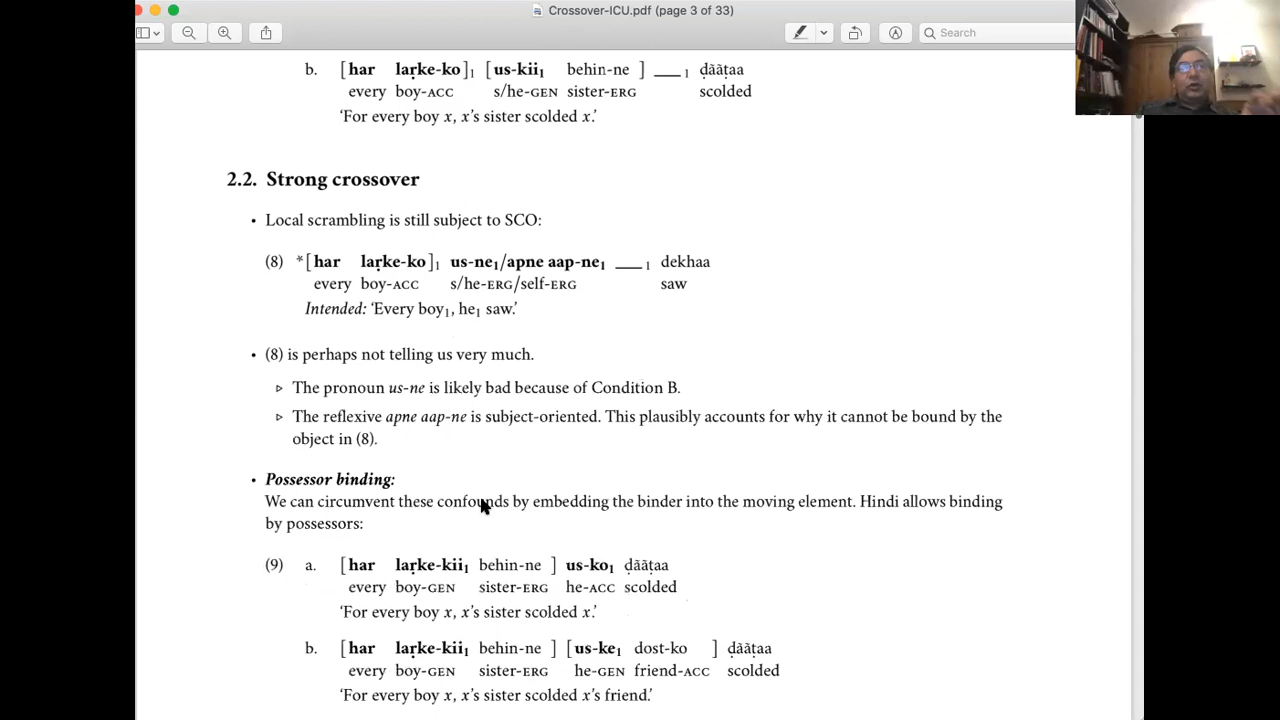 Crossover-ICU.pdf (page 3 of 33)
Search
b. [ har laṛke-ko ]₁ [ us-kii₁ behin-ne ] ___ ₁ ḍããṭaa
every boy-ACC s/he-GEN sister-ERG scolded
‘For every boy x, x’s sister scolded x.’
2.2. Strong crossover
• Local scrambling is still subject to SCO:
(8) *[ har laṛke-ko ]₁ us-ne₁/apne aap-ne₁ ___ ₁ dekhaa
every boy-ACC s/he-ERG/self-ERG saw
Intended: ‘Every boy₁, he₁ saw.’
• (8) is perhaps not telling us very much.
▹ The pronoun us-ne is likely bad because of Condition B.
▹ The reflexive apne aap-ne is subject-oriented. This plausibly accounts for why it cannot be bound by the
object in (8).
• Possessor binding:
We can circumvent these confounds by embedding the binder into the moving element. Hindi allows binding
by possessors:
(9) a. [ har laṛke-kii₁ behin-ne ] us-ko₁ ḍããṭaa
every boy-GEN sister-ERG he-ACC scolded
‘For every boy x, x’s sister scolded x.’
b. [ har laṛke-kii₁ behin-ne ] [ us-ke₁ dost-ko ] ḍããṭaa
every boy-GEN sister-ERG he-GEN friend-ACC scolded
‘For every boy x, x’s sister scolded x’s friend.’